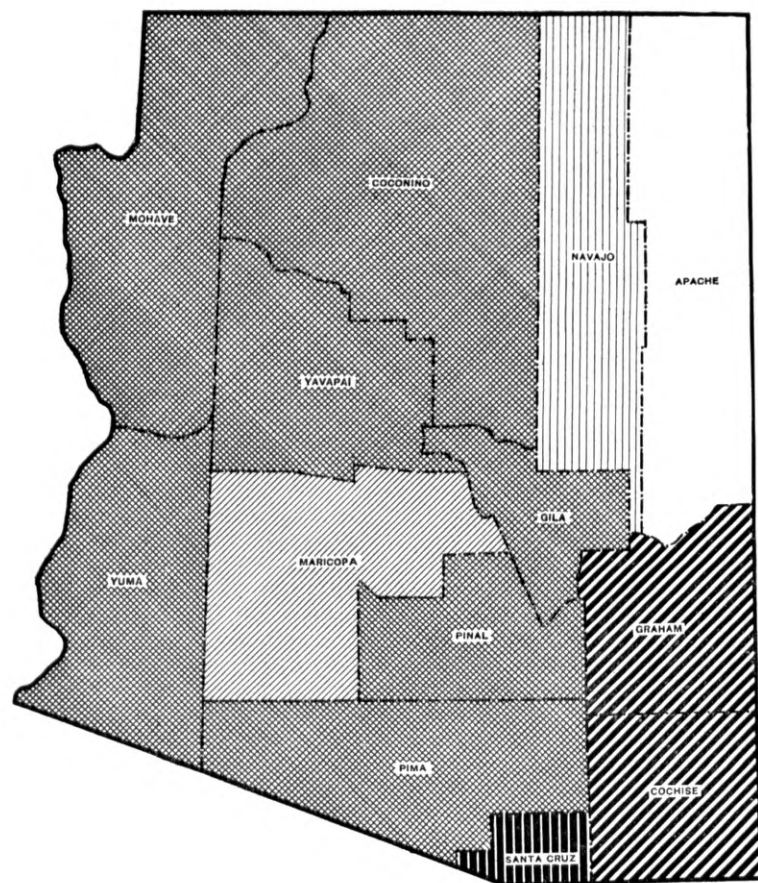 COCONINO
MOHAVE
NAVAJO
APACHE
YAVAPAI
GILA
MARICOPA
YUMA
GRAHAM
PINAL
PIMA
COCHISE
SANTA CRUZ